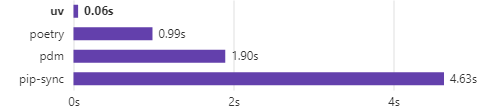 uv 0.06s
poetry 0.99s
pdm 1.90s
pip-sync 4.63s
0s 2s 4s